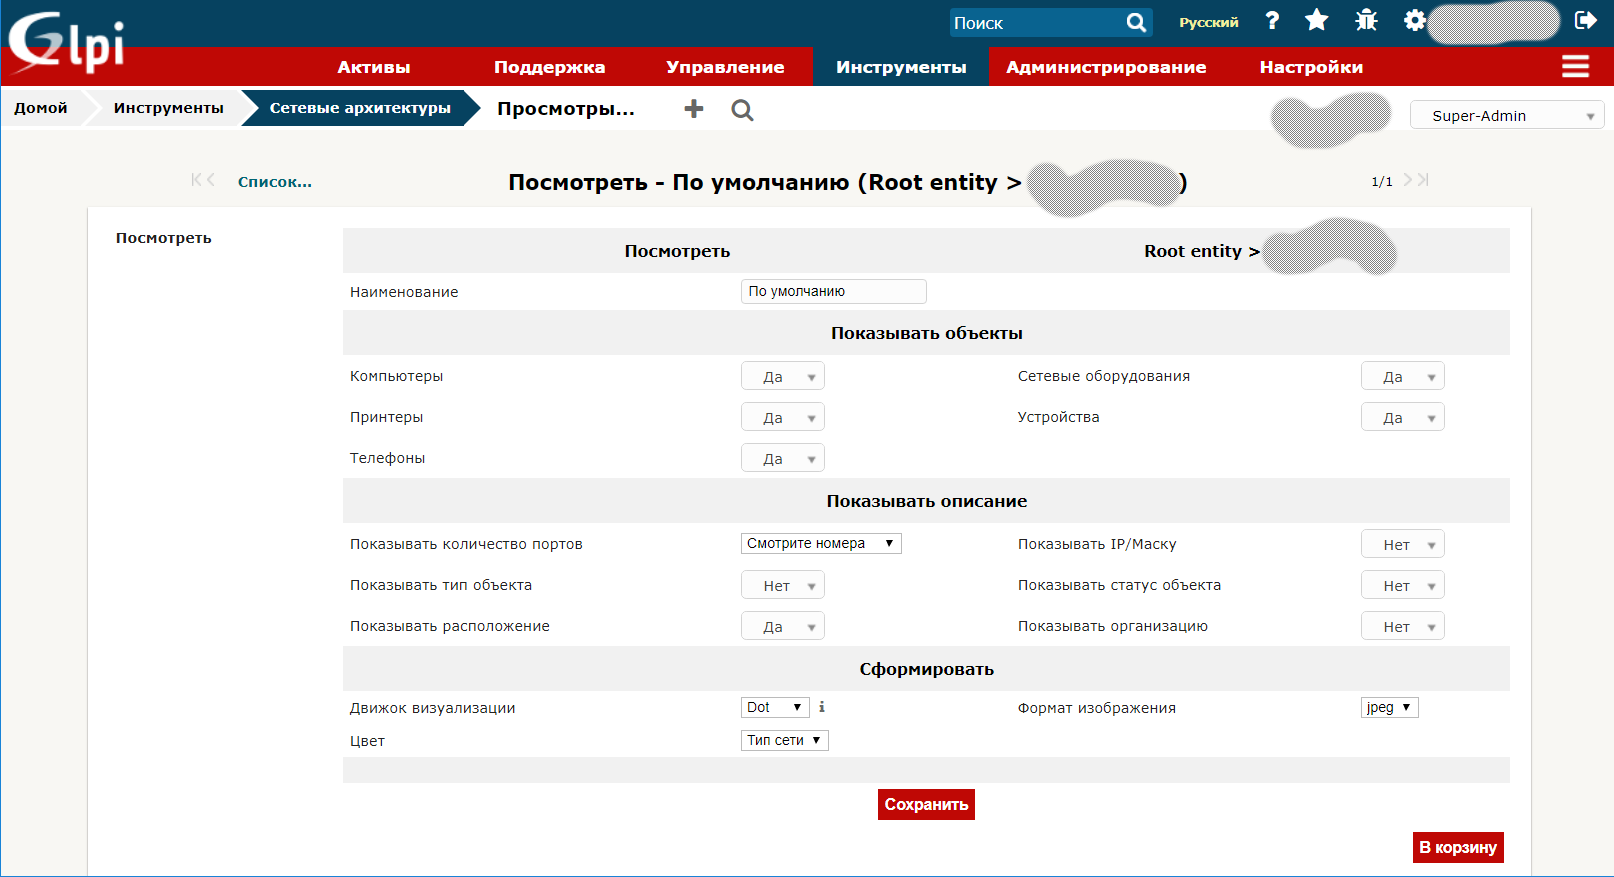 Glpi
Поиск
Русский
?
Активы Поддержка Управление Инструменты Администрирование Настройки
Домой Инструменты Сетевые архитектуры Просмотры...
Super-Admin
Список...
Посмотреть - По умолчанию (Root entity > )
1/1
Посмотреть
Посмотреть Root entity >
Наименование По умолчанию
Показывать объекты
Компьютеры Да Сетевые оборудования Да
Принтеры Да Устройства Да
Телефоны Да
Показывать описание
Показывать количество портов Смотрите номера Показывать IP/Маску Нет
Показывать тип объекта Нет Показывать статус объекта Нет
Показывать расположение Да Показывать организацию Нет
Сформировать
Движок визуализации Dot i Формат изображения jpeg
Цвет Тип сети
Сохранить
В корзину